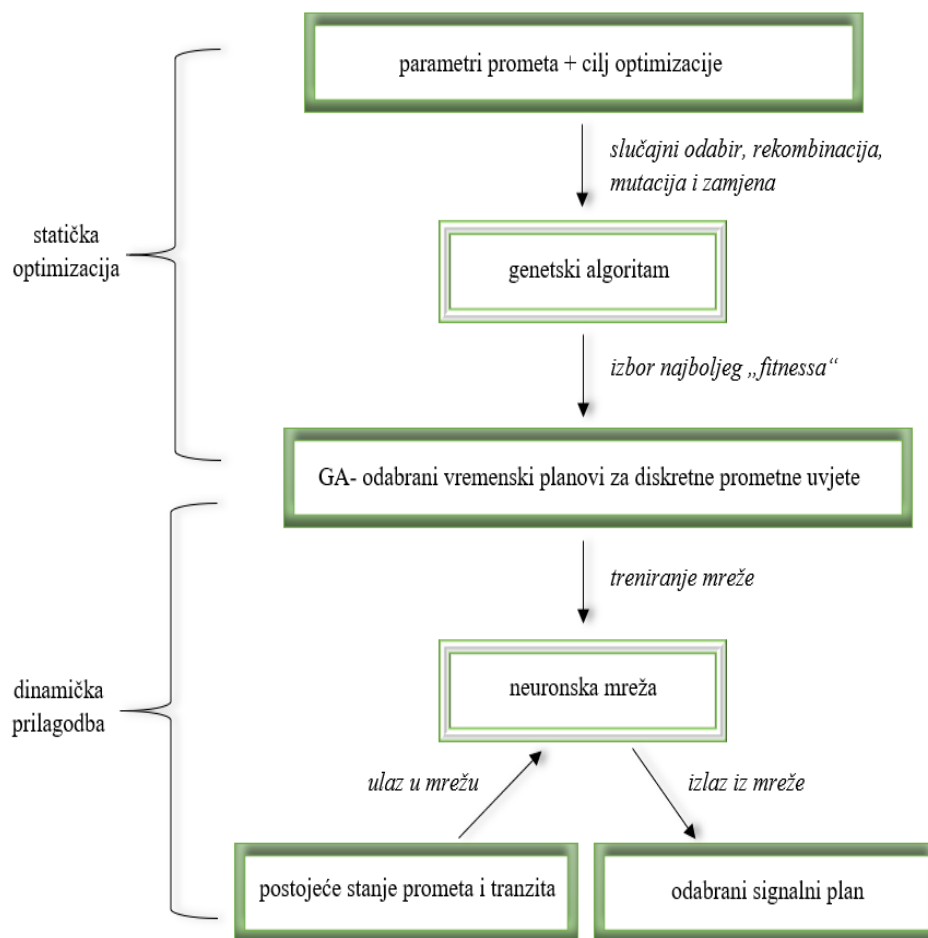 parametri prometa + cilj optimizacije
slučajni odabir, rekombinacija,
mutacija i zamjena
statička
optimizacija
genetski algoritam
izbor najboljeg „fitnessa“
GA- odabrani vremenski planovi za diskretne prometne uvjete
treniranje mreže
dinamička
prilagodba
neuronska mreža
ulaz u mrežu
izlaz iz mreže
postojeće stanje prometa i tranzita
odabrani signalni plan